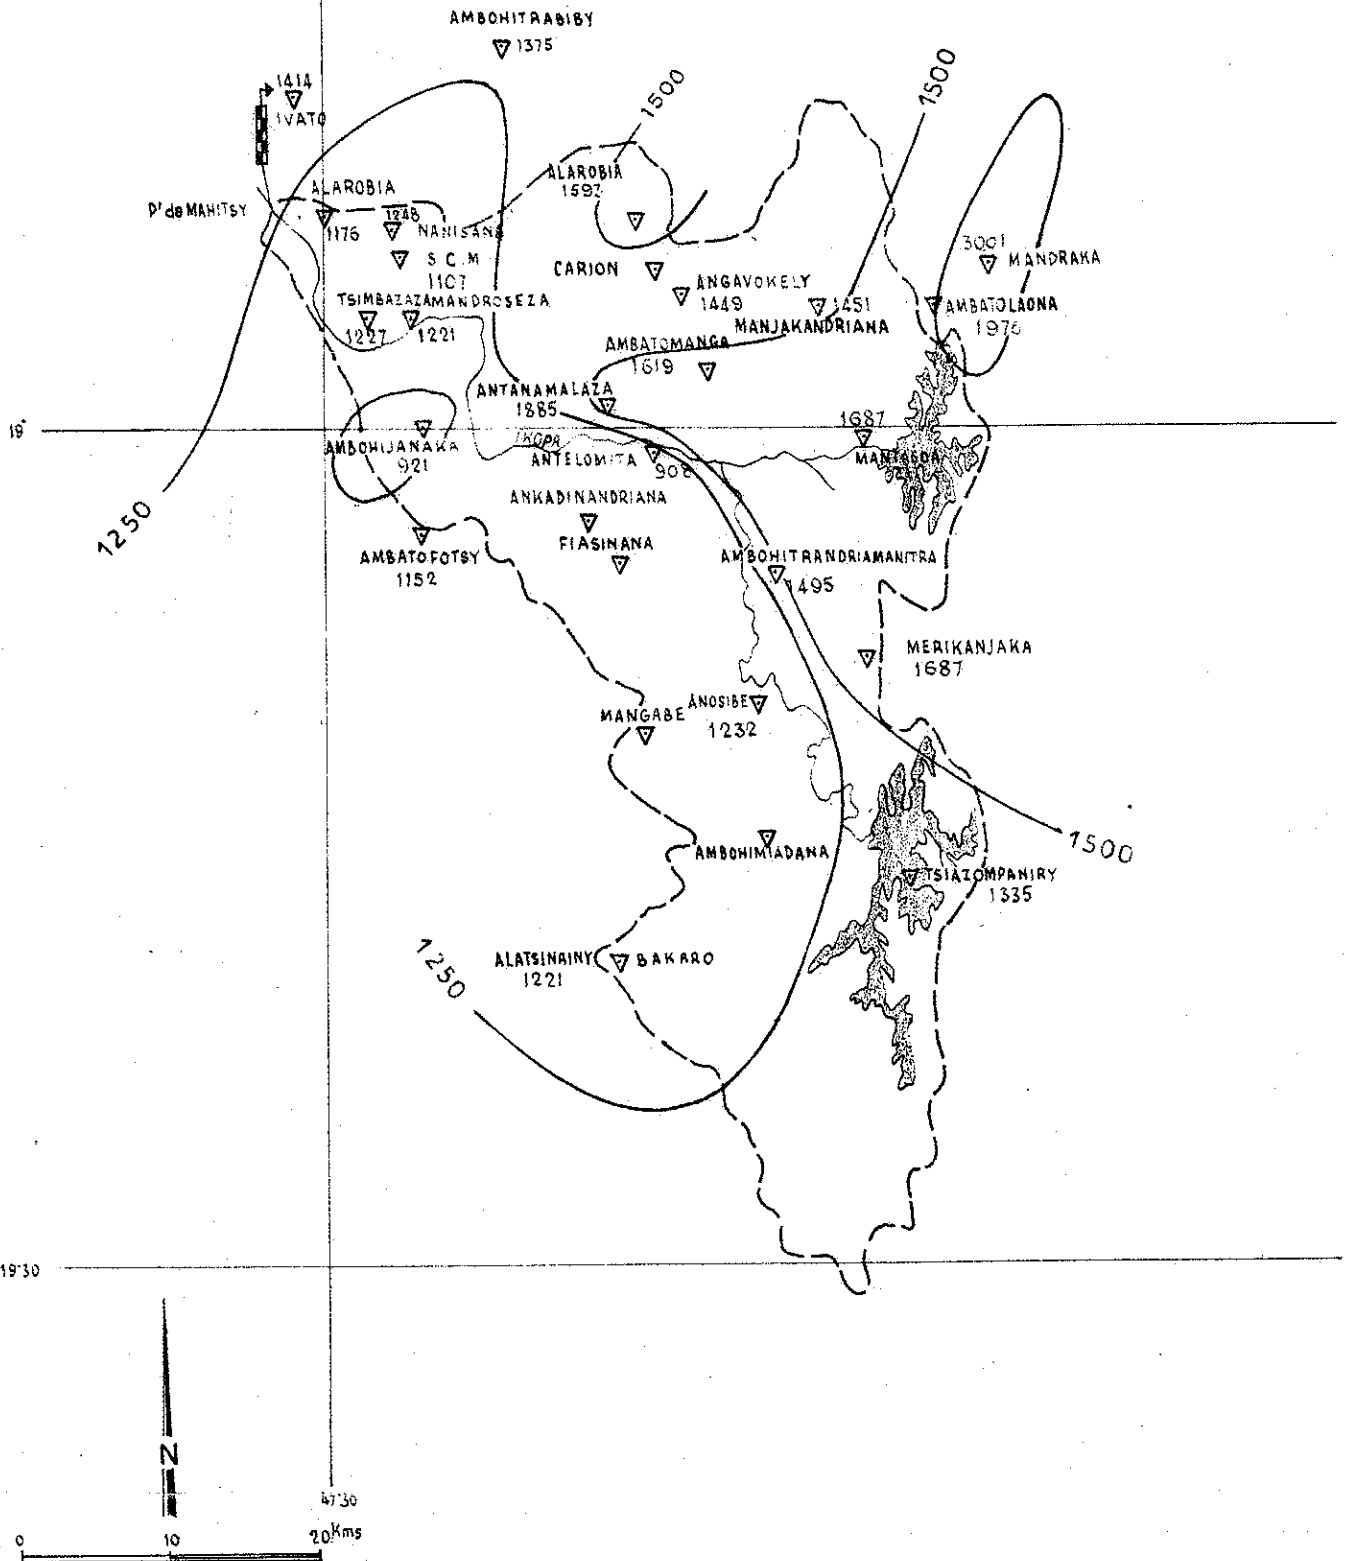 AMBOHITRABIBY
1375
1414
IVATO
1500
1500
ALAROBIA
1593
ALAROBIA
Pt de MAHITSY
1176
1248
NANISANA
S C.M
1107
3001
MANDRAKA
CARION
ANGAVOKELY
1449
1451
MANJAKANDRIANA
AMBATOLAONA
1976
TSIMBAZAZA
MANDROSEZA
1227
1221
AMBATOMANGA
1619
ANTANAMALAZA
1885
19°
AMBOHIJANAKA
921
IKOPA
ANTELOMITA
908
1687
MANTASOA
1250
ANKADINANDRIANA
FIASINANA
AMBATOFOTSY
1152
AMBOHITRANDRIAMANITRA
1495
MERIKANJAKA
1687
ANOSIBE
1232
MANGABE
AMBOHIMIADANA
1500
TSIAZOMPANIRY
1335
1250
ALATSINAINY
1221
BAKARO
19°30
N
47°30
0
10
20 Kms